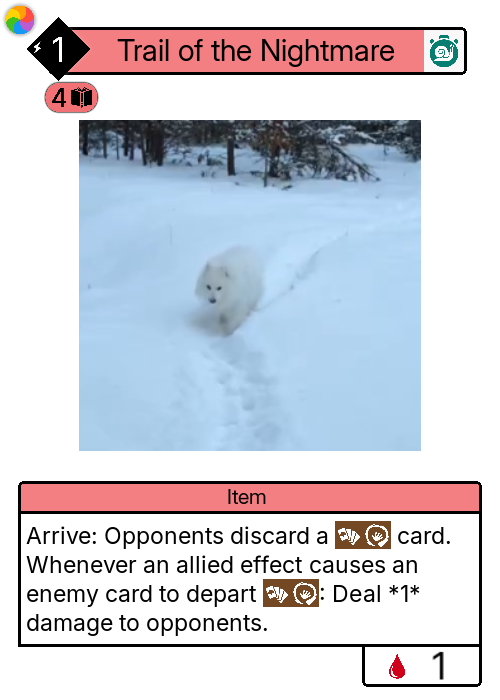 1 Trail of the Nightmare
4
Item
Arrive: Opponents discard a card.
Whenever an allied effect causes an
enemy card to depart : Deal *1*
damage to opponents.
1